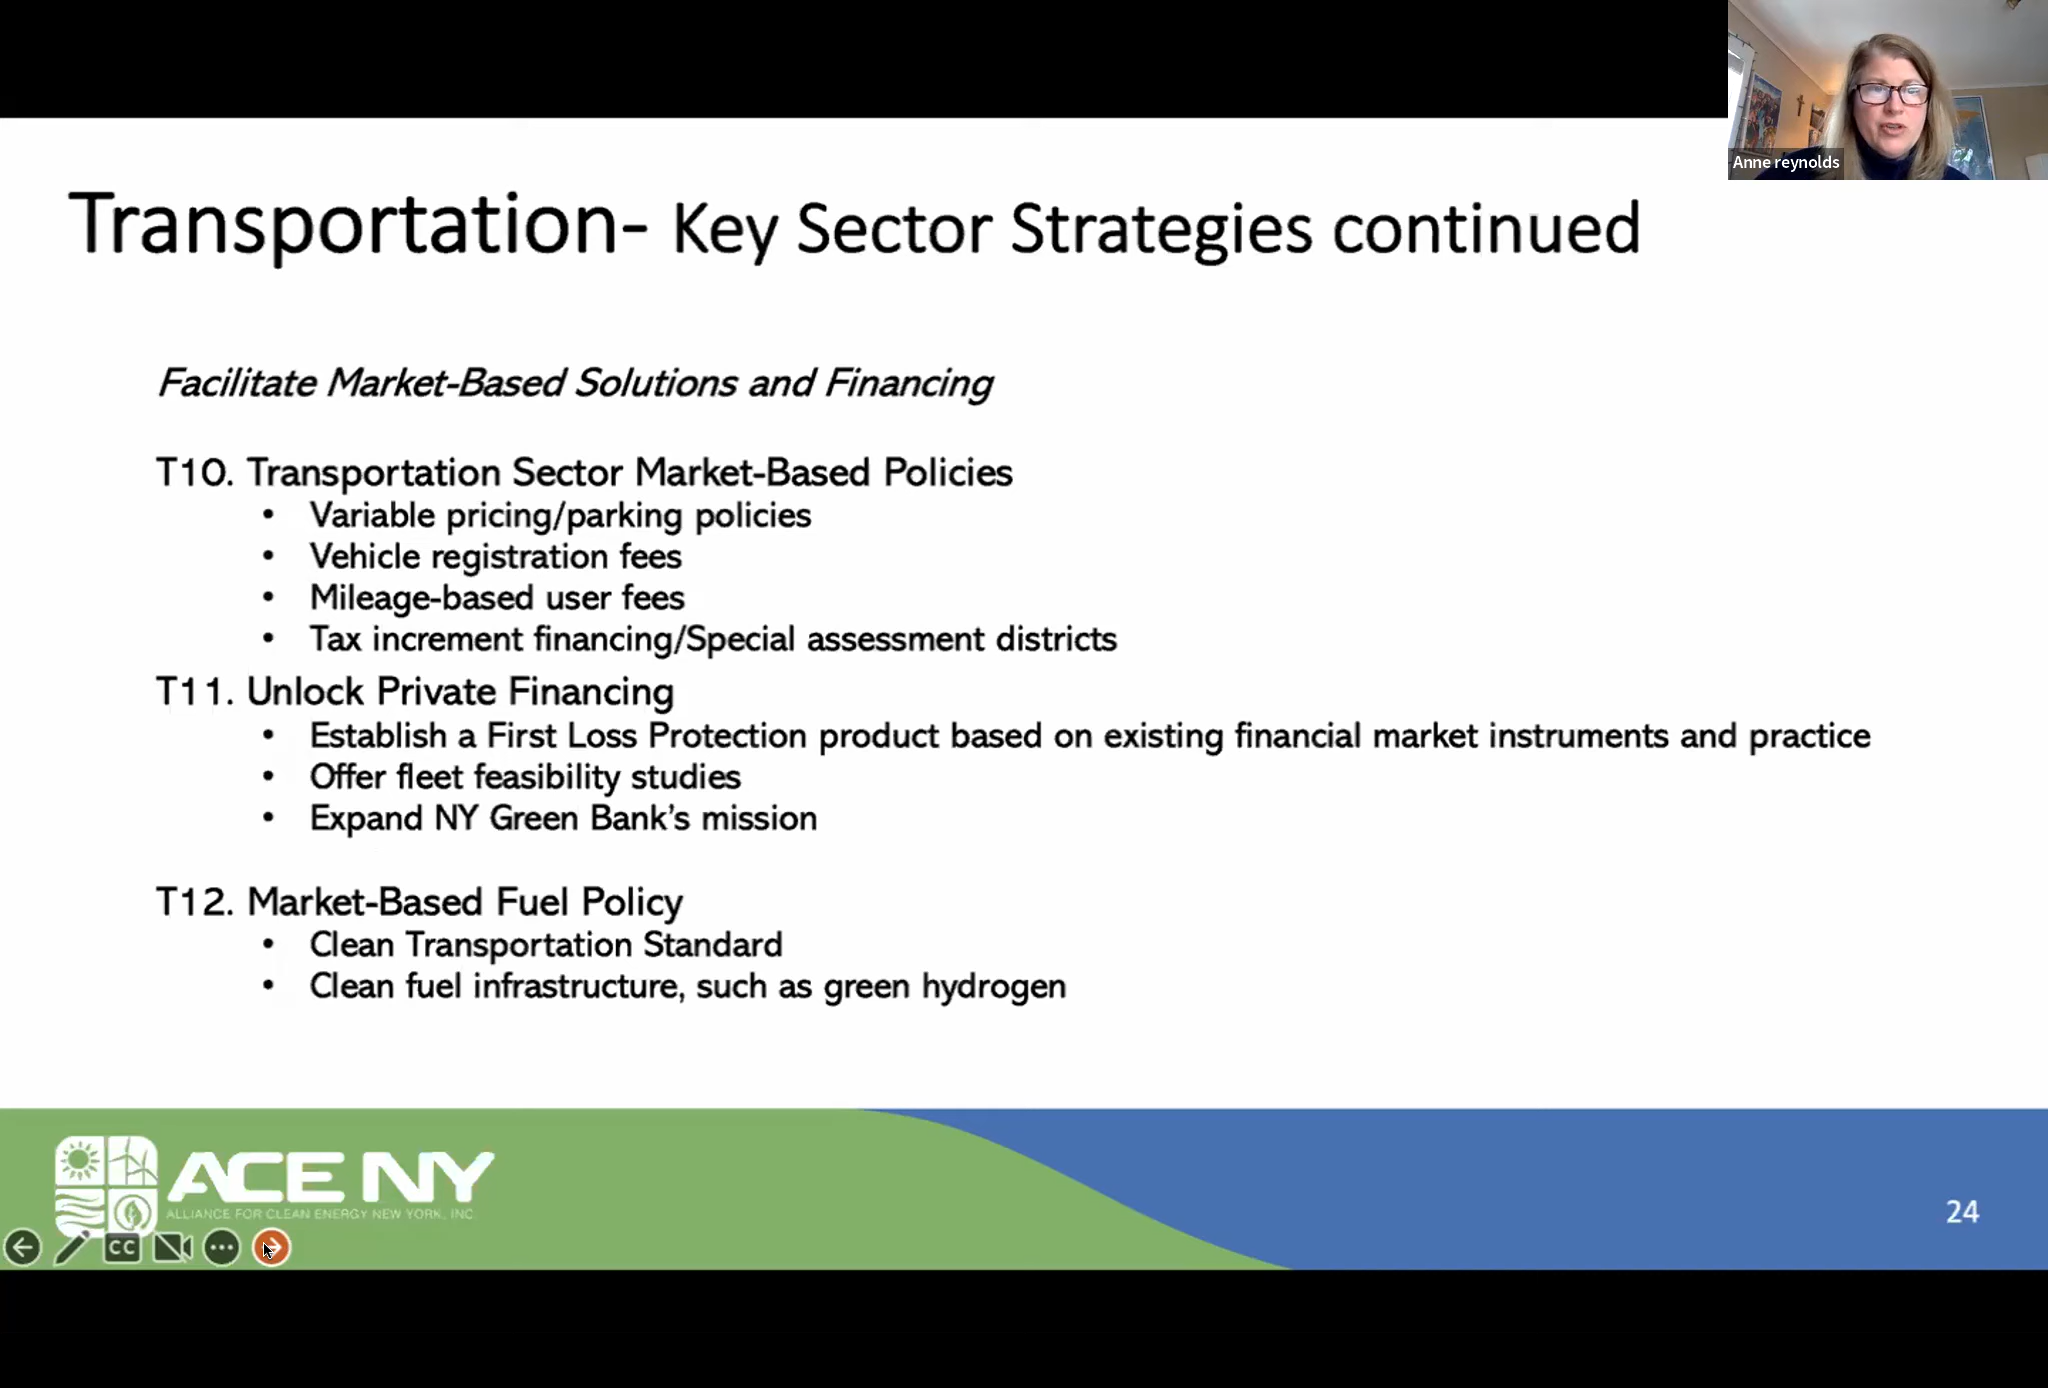 Anne reynolds
Transportation- Key Sector Strategies continued
Facilitate Market-Based Solutions and Financing
T10. Transportation Sector Market-Based Policies
• Variable pricing/parking policies
• Vehicle registration fees
• Mileage-based user fees
• Tax increment financing/Special assessment districts
T11. Unlock Private Financing
• Establish a First Loss Protection product based on existing financial market instruments and practice
• Offer fleet feasibility studies
• Expand NY Green Bank's mission
T12. Market-Based Fuel Policy
• Clean Transportation Standard
• Clean fuel infrastructure, such as green hydrogen
ACE NY
ALLIANCE FOR CLEAN ENERGY NEW YORK, INC.
24
CC